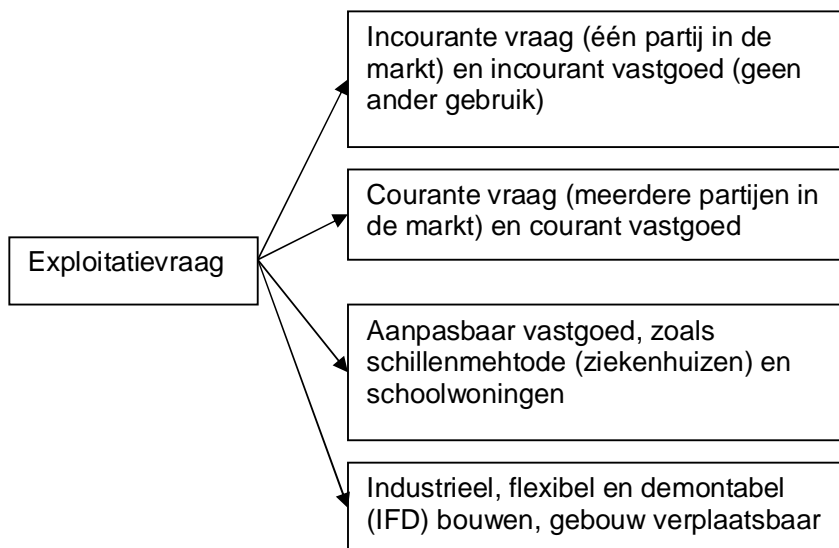 Incourante vraag (één partij in de
markt) en incourant vastgoed (geen
ander gebruik)
Courante vraag (meerdere partijen in
de markt) en courant vastgoed
Exploitatievraag
Aanpasbaar vastgoed, zoals
schillenmehtode (ziekenhuizen) en
schoolwoningen
Industrieel, flexibel en demontabel
(IFD) bouwen, gebouw verplaatsbaar